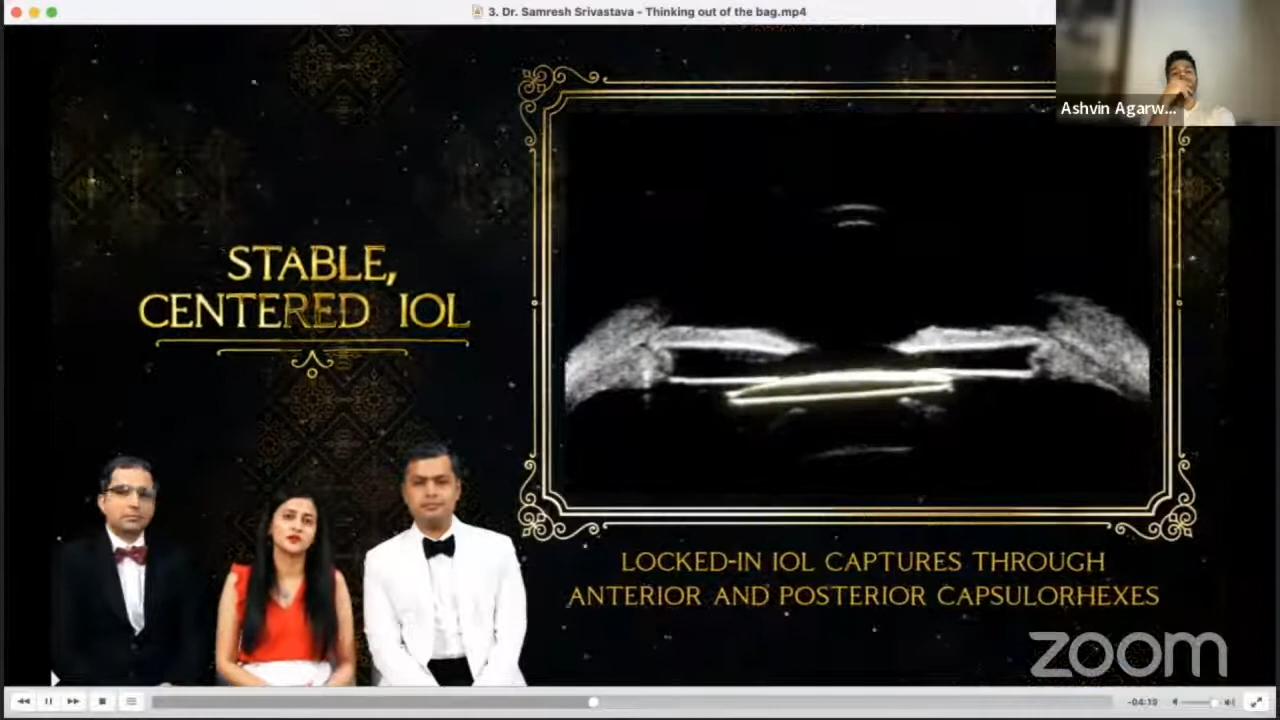 3. Dr. Samresh Srivastava - Thinking out of the bag.mp4
Ashvin Agarw...
STABLE,
CENTERED IOL
LOCKED-IN IOL CAPTURES THROUGH
ANTERIOR AND POSTERIOR CAPSULORHEXES
zoom
-04:19